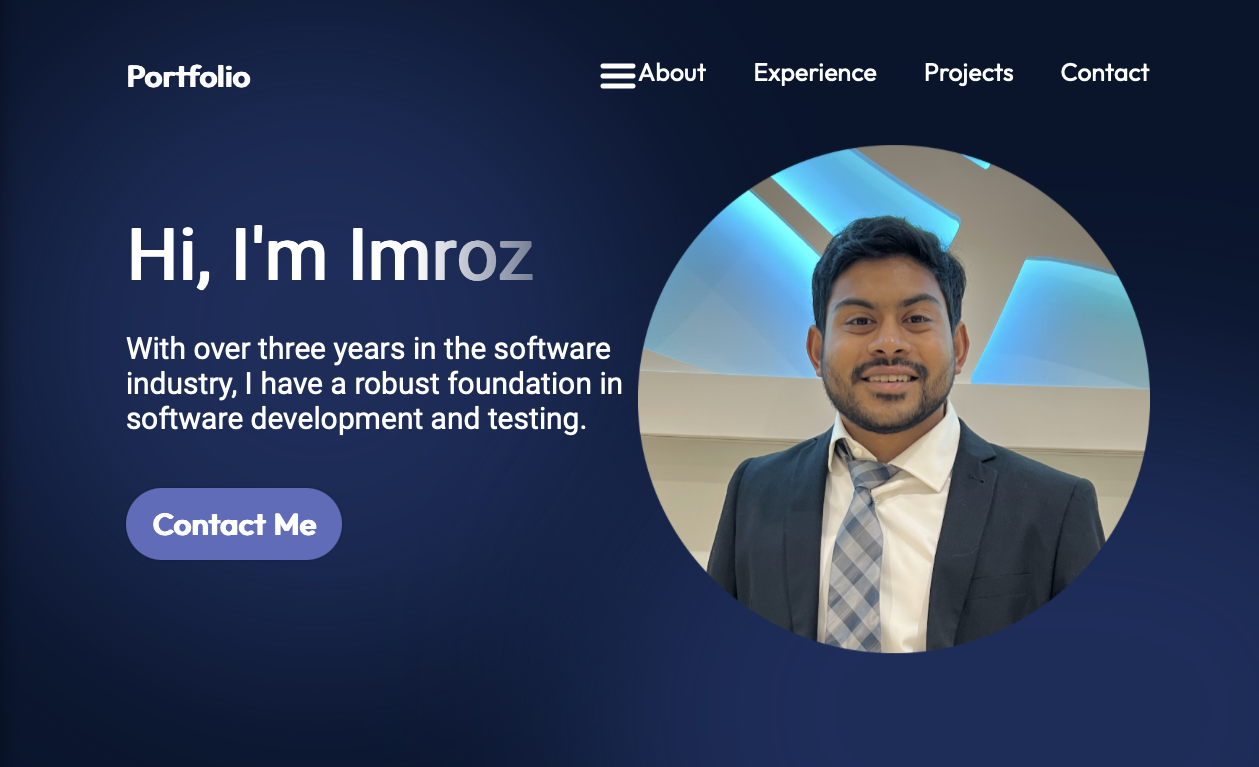 Portfolio
About Experience Projects Contact
Hi, I'm Imroz
With over three years in the software
industry, I have a robust foundation in
software development and testing.
Contact Me